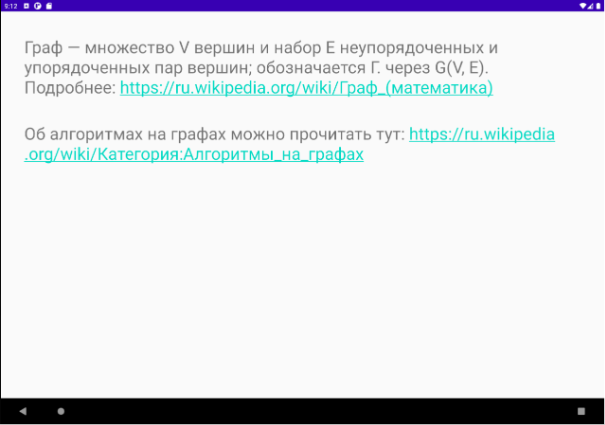 5:12
Граф — множество V вершин и набор E неупорядоченных и
упорядоченных пар вершин; обозначается Г. через G(V, E).
Подробнее: https://ru.wikipedia.org/wiki/Граф_(математика)
Об алгоритмах на графах можно прочитать тут: https://ru.wikipedia
.org/wiki/Категория:Алгоритмы_на_графах